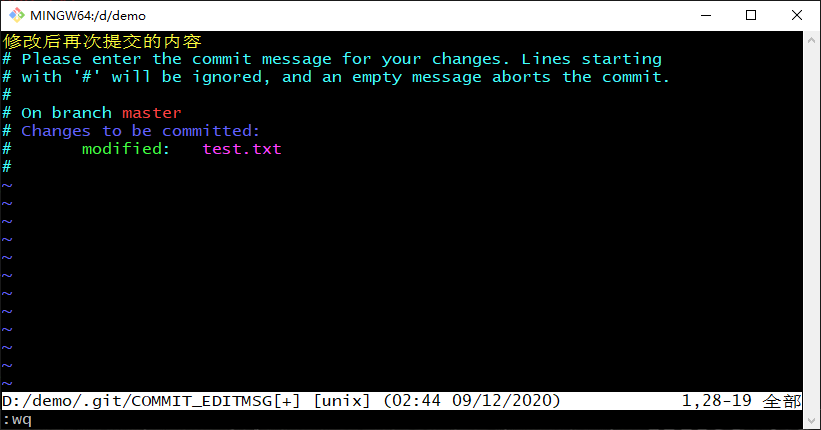 MINGW64:/d/demo
修改后再次提交的内容
# Please enter the commit message for your changes. Lines starting
# with '#' will be ignored, and an empty message aborts the commit.
#
# On branch master
# Changes to be committed:
#       modified:   test.txt
#
~
~
~
~
~
~
~
~
~
~
~
~
D:/demo/.git/COMMIT_EDITMSG[+] [unix] (02:44 09/12/2020) 1,28-19 全部
:wq